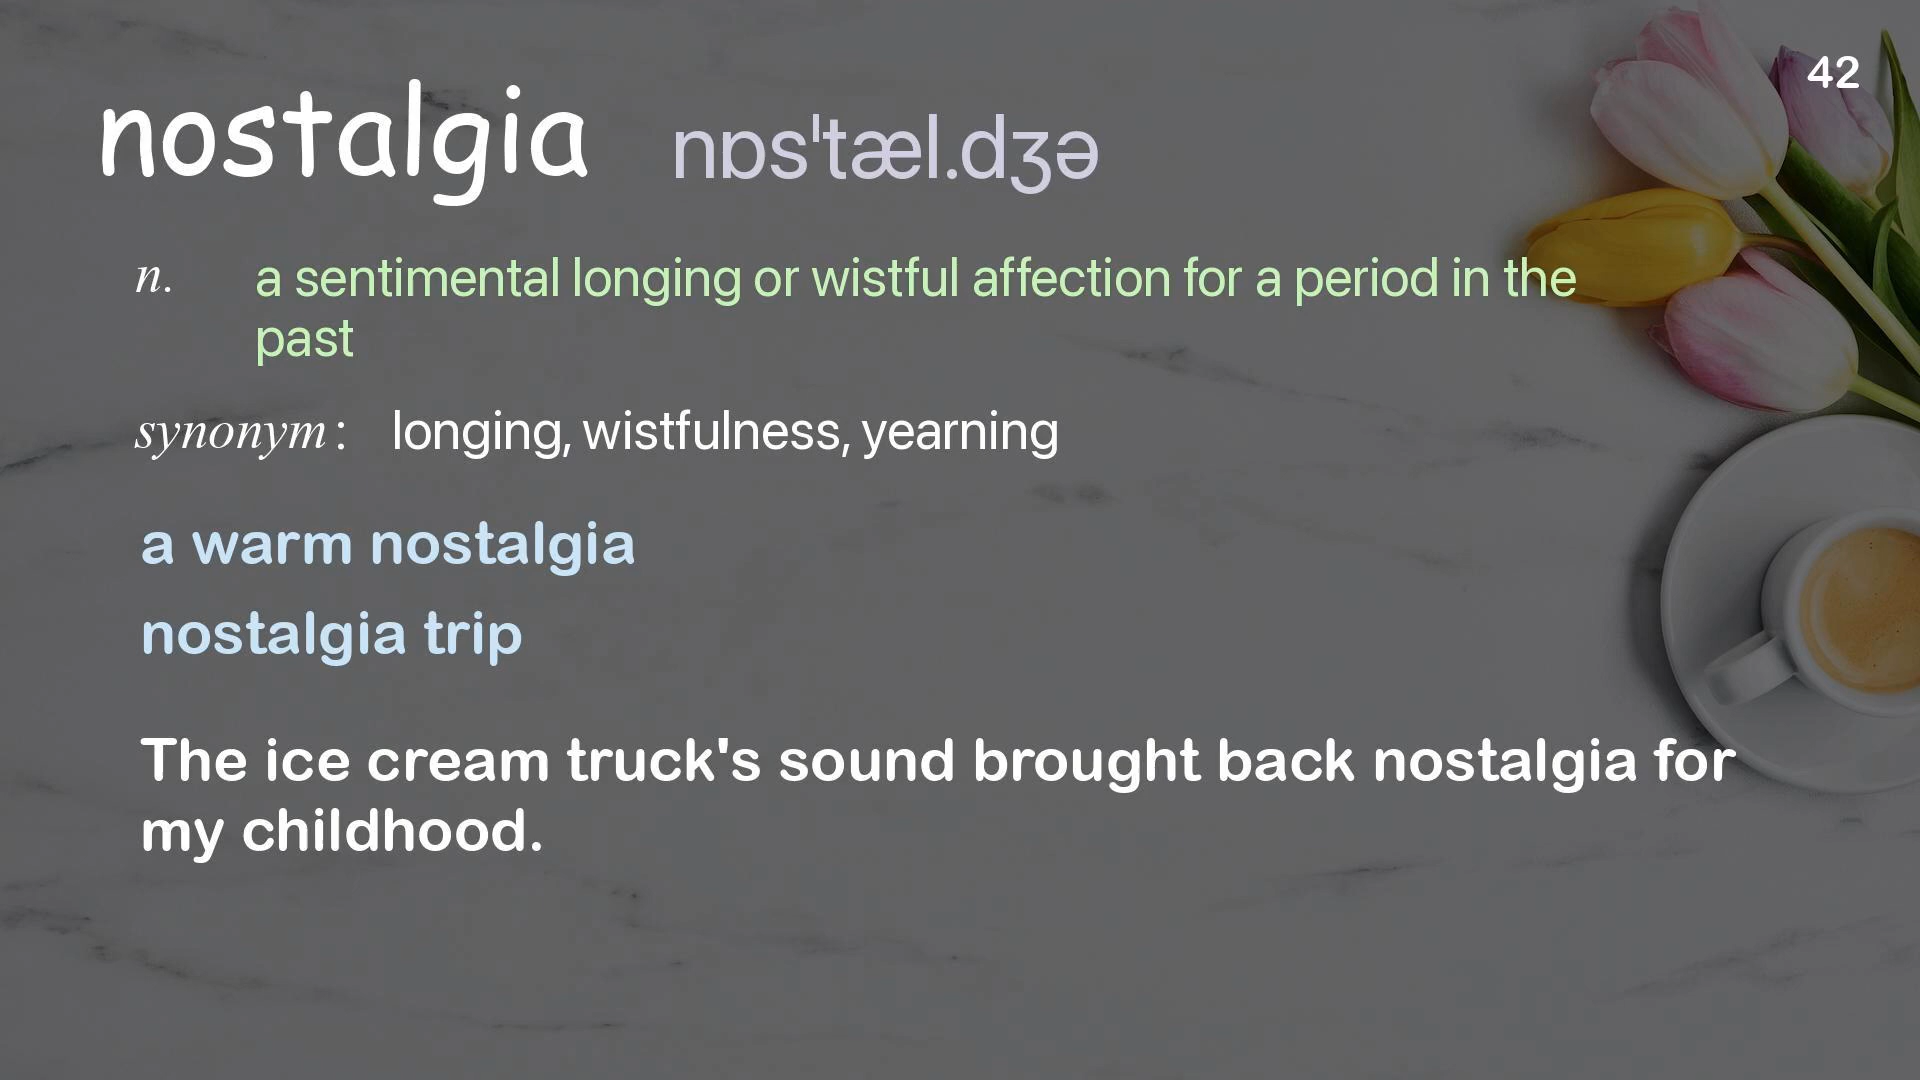 42
nostalgia nɒsˈtæl.dʒə
n. a sentimental longing or wistful affection for a period in the
past
synonym: longing, wistfulness, yearning
a warm nostalgia
nostalgia trip
The ice cream truck's sound brought back nostalgia for
my childhood.